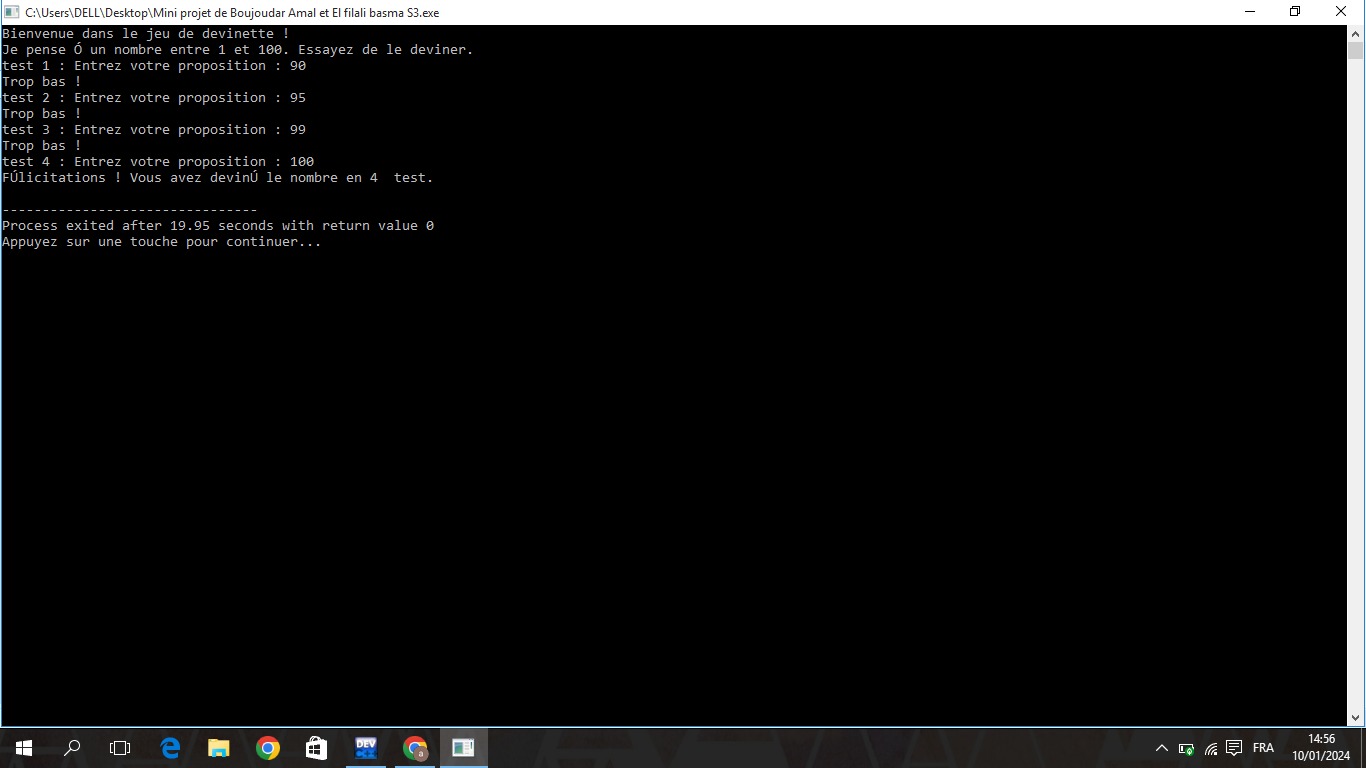 C:\Users\DELL\Desktop\Mini projet de Boujoudar Amal et El filali basma S3.exe
Bienvenue dans le jeu de devinette !
Je pense Ó un nombre entre 1 et 100. Essayez de le deviner.
test 1 : Entrez votre proposition : 90
Trop bas !
test 2 : Entrez votre proposition : 95
Trop bas !
test 3 : Entrez votre proposition : 99
Trop bas !
test 4 : Entrez votre proposition : 100
FÚlicitations ! Vous avez devinÚ le nombre en 4  test.
--------------------------------
Process exited after 19.95 seconds with return value 0
Appuyez sur une touche pour continuer...
DEV
C++
a
FRA
14:56
10/01/2024